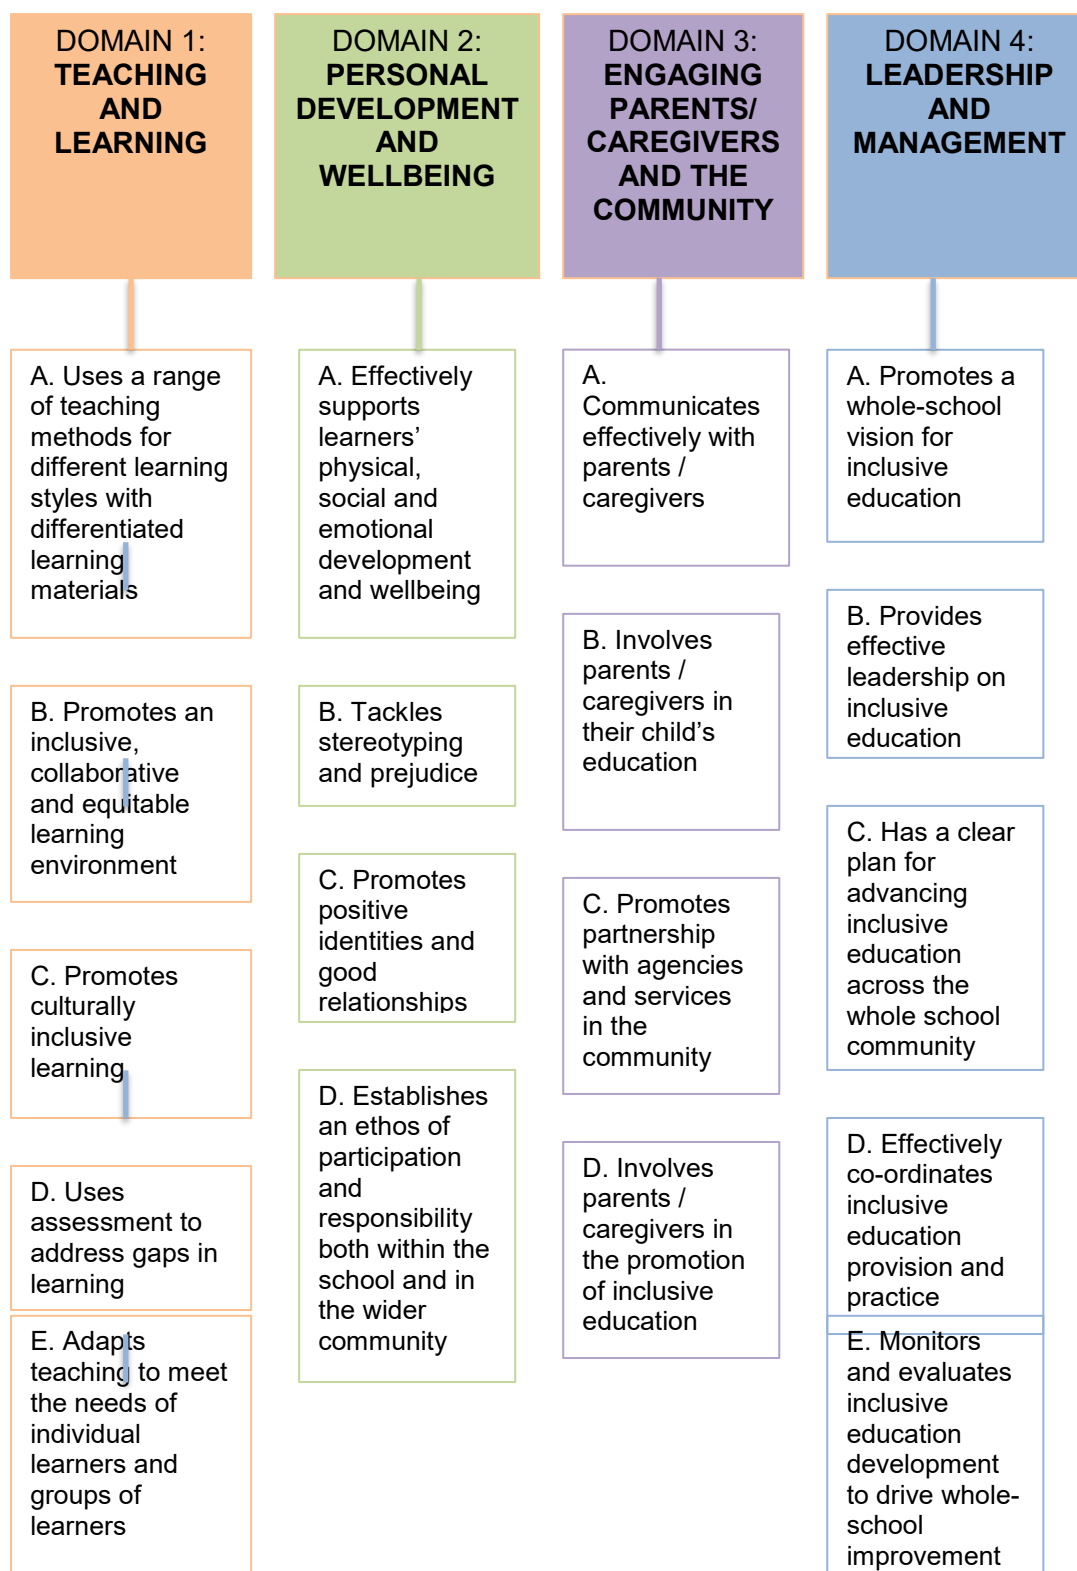 DOMAIN 1:
TEACHING
AND
LEARNING
A. Uses a range
of teaching
methods for
different learning
styles with
differentiated
learning
materials
B. Promotes an
inclusive,
collaborative
and equitable
learning
environment
C. Promotes
culturally
inclusive
learning
D. Uses
assessment to
address gaps in
learning
E. Adapts
teaching to meet
the needs of
individual
learners and
groups of
learners
DOMAIN 2:
PERSONAL
DEVELOPMENT
AND
WELLBEING
A. Effectively
supports
learners’
physical,
social and
emotional
development
and wellbeing
B. Tackles
stereotyping
and prejudice
C. Promotes
positive
identities and
good
relationships
D. Establishes
an ethos of
participation
and
responsibility
both within the
school and in
the wider
community
DOMAIN 3:
ENGAGING
PARENTS/
CAREGIVERS
AND THE
COMMUNITY
A.
Communicates
effectively with
parents /
caregivers
B. Involves
parents /
caregivers in
their child’s
education
C. Promotes
partnership
with agencies
and services
in the
community
D. Involves
parents /
caregivers in
the promotion
of inclusive
education
DOMAIN 4:
LEADERSHIP
AND
MANAGEMENT
A. Promotes a
whole-school
vision for
inclusive
education
B. Provides
effective
leadership on
inclusive
education
C. Has a clear
plan for
advancing
inclusive
education
across the
whole school
community
D. Effectively
co-ordinates
inclusive
education
provision and
practice
E. Monitors
and evaluates
inclusive
education
development
to drive whole-
school
improvement